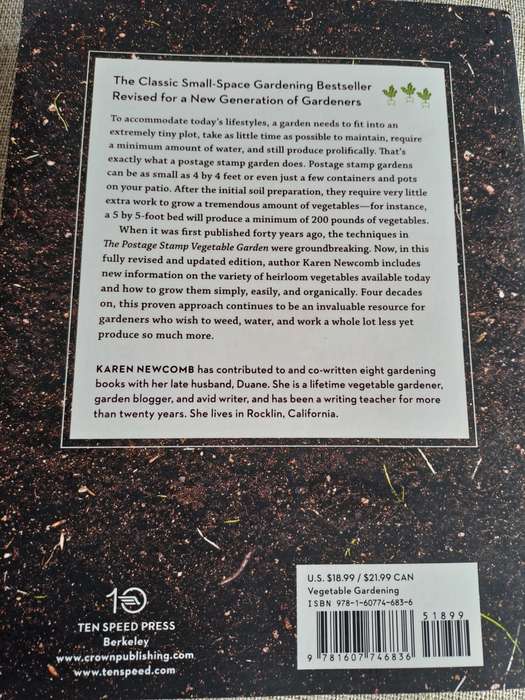 The Classic Small-Space Gardening Bestseller
Revised for a New Generation of Gardeners
To accommodate today's lifestyles, a garden needs to fit into an
extremely tiny plot, take as little time as possible to maintain, require
a minimum amount of water, and still produce prolifically. That's
exactly what a postage stamp garden does. Postage stamp gardens
can be as small as 4 by 4 feet or even just a few containers and pots
on your patio. After the initial soil preparation, they require very little
extra work to grow a tremendous amount of vegetables—for instance,
a 5 by 5-foot bed will produce a minimum of 200 pounds of vegetables.
When it was first published forty years ago, the techniques in
The Postage Stamp Vegetable Garden were groundbreaking. Now, in this
fully revised and updated edition, author Karen Newcomb includes
new information on the variety of heirloom vegetables available today
and how to grow them simply, easily, and organically. Four decades
on, this proven approach continues to be an invaluable resource for
gardeners who wish to weed, water, and work a whole lot less yet
produce so much more.
KAREN NEWCOMB has contributed to and co-written eight gardening
books with her late husband, Duane. She is a lifetime vegetable gardener,
garden blogger, and avid writer, and has been a writing teacher for more
than twenty years. She lives in Rocklin, California.
10
TEN SPEED PRESS
Berkeley
www.crownpublishing.com
www.tenspeed.com
U.S. $18.99 / $21.99 CAN
Vegetable Gardening
ISBN 978-1-60774-683-6
51899
9 781607 746836